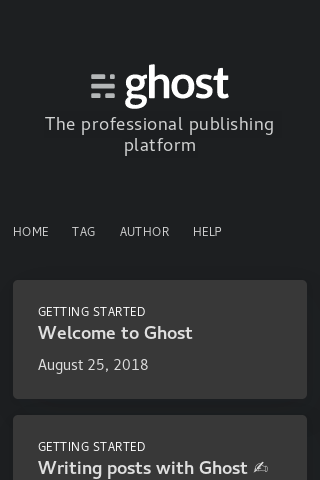 ghost
The professional publishing
platform
HOME TAG AUTHOR HELP
GETTING STARTED
Welcome to Ghost
August 25, 2018
GETTING STARTED
Writing posts with Ghost ✍